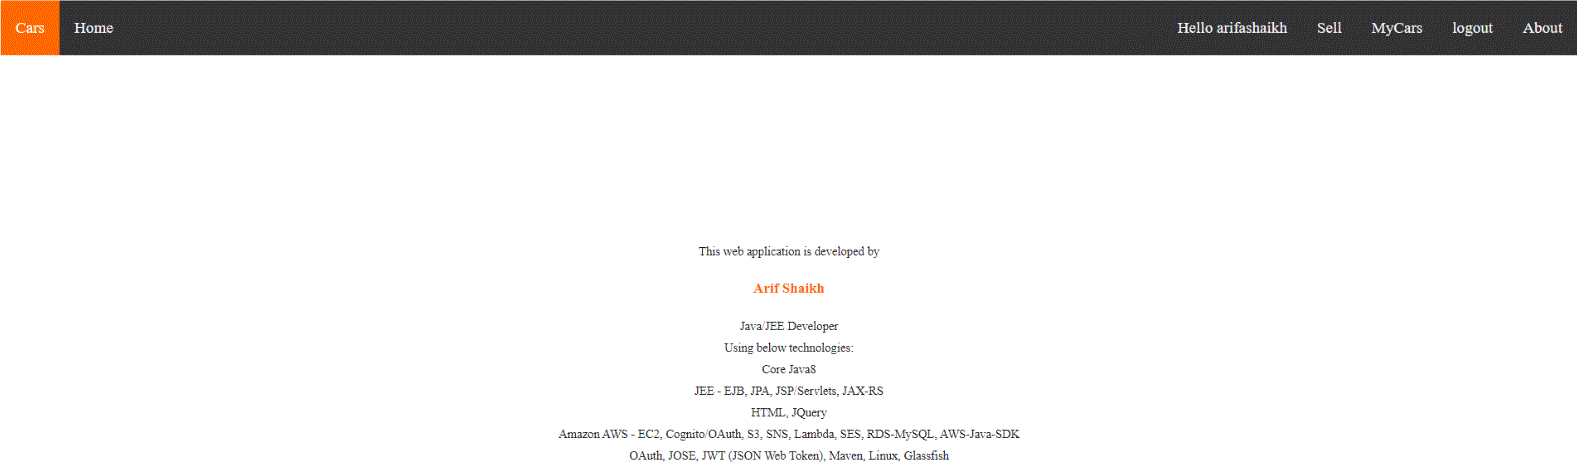 Cars Home Hello arifashaikh Sell MyCars logout About
This web application is developed by
Arif Shaikh
Java/JEE Developer
Using below technologies:
Core Java8
JEE - EJB, JPA, JSP/Servlets, JAX-RS
HTML, JQuery
Amazon AWS - EC2, Cognito/OAuth, S3, SNS, Lambda, SES, RDS-MySQL, AWS-Java-SDK
OAuth, JOSE, JWT (JSON Web Token), Maven, Linux, Glassfish